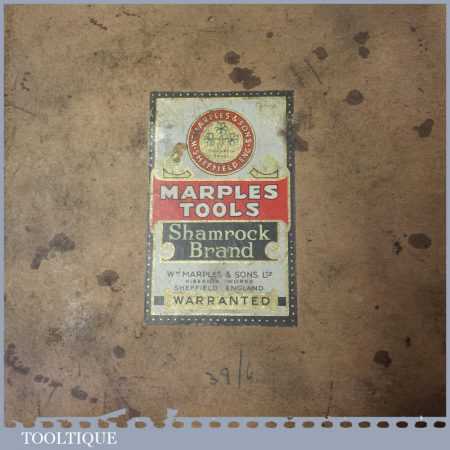 Wᴹ MARPLES & SONS
SHEFFIELD ENG.
MARPLES
TOOLS
Shamrock
Brand
Wᴹ MARPLES & SONS, Lᵀᴰ
HIBERNIA WORKS
SHEFFIELD ENGLAND
WARRANTED
39/6
TOOLTIQUE